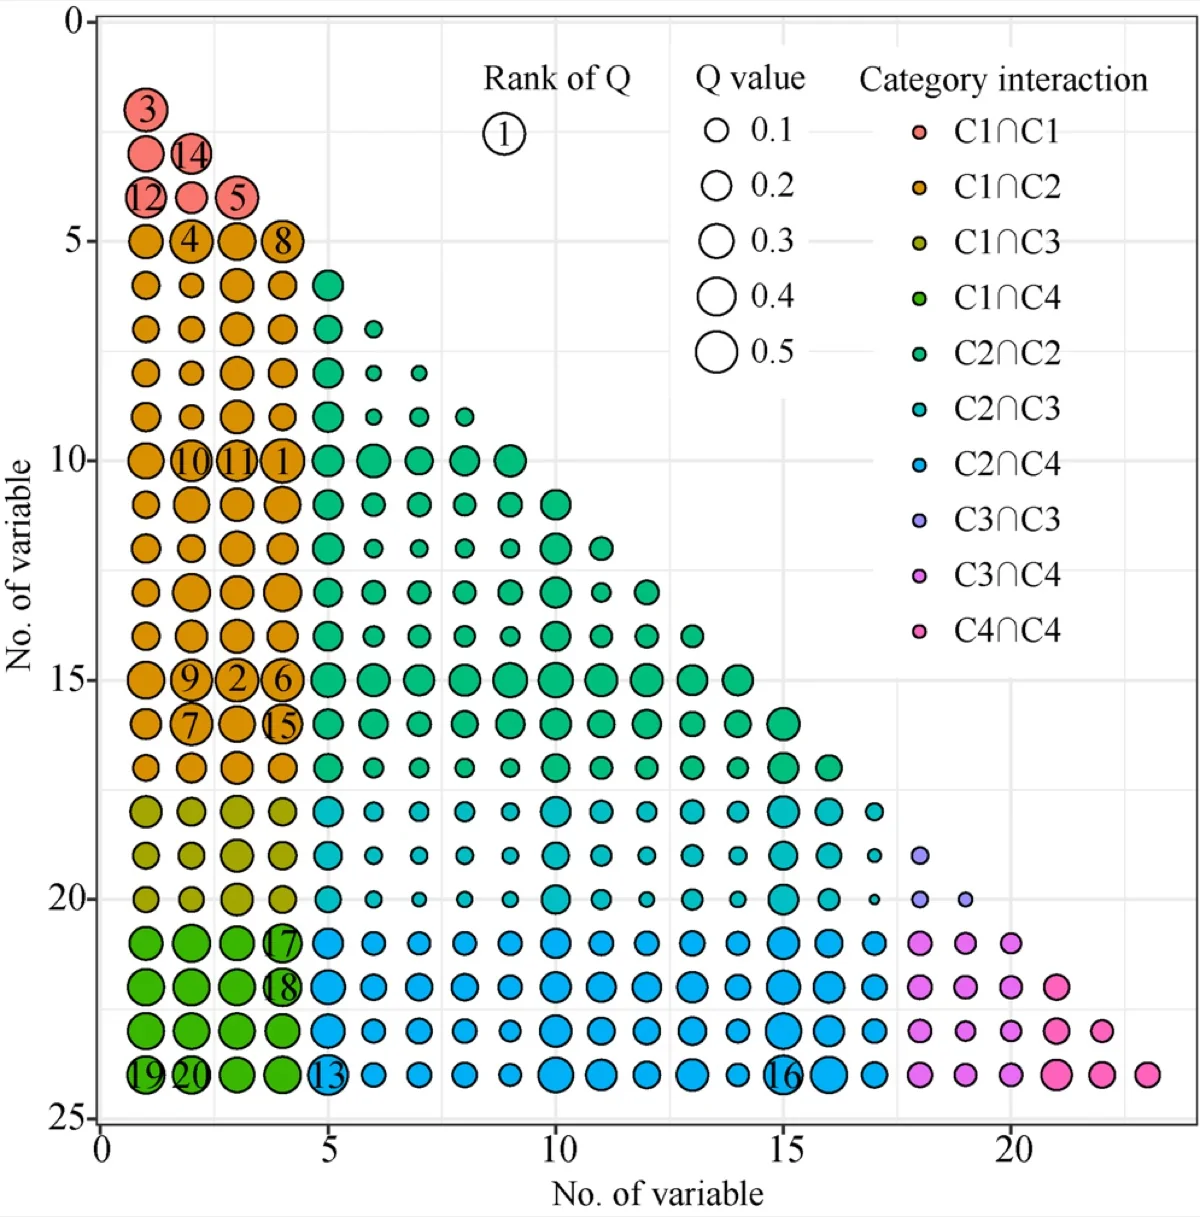 0
Rank of Q
1
Q value
0.1
0.2
0.3
0.4
0.5
Category interaction
C1∩C1
C1∩C2
C1∩C3
C1∩C4
C2∩C2
C2∩C3
C2∩C4
C3∩C3
C3∩C4
C4∩C4
3
14
12 5
5 4 8
10 10 11 1
15 9 2 6
7 15
20
17
18
19 20 13 16
25
0 5 10 15 20
No. of variable
No. of variable